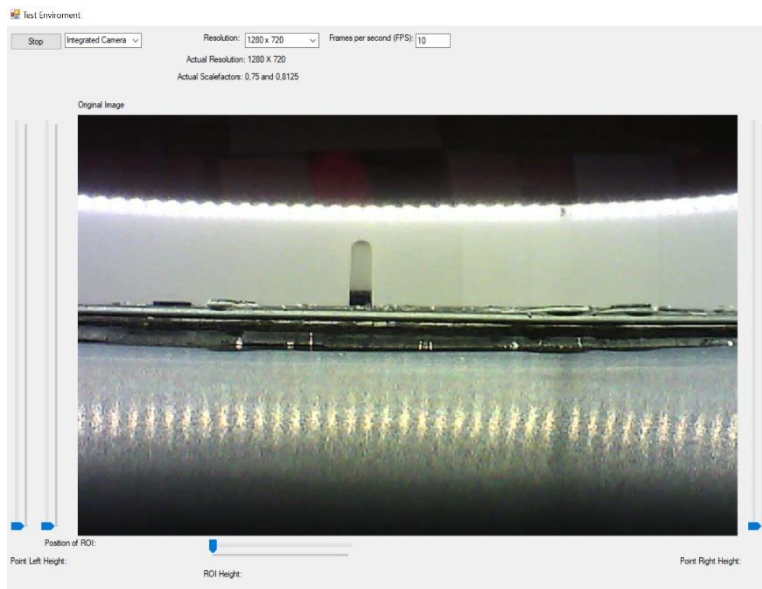 Test Enviroment
Stop Integrated Camera Resolution: 1280 x 720 Frames per second (FPS): 10
Actual Resolution: 1280 X 720
Actual Scalefactors: 0,75 and 0,8125
Original Image
Position of ROI:
Point Left Height: Point Right Height:
ROI Height: